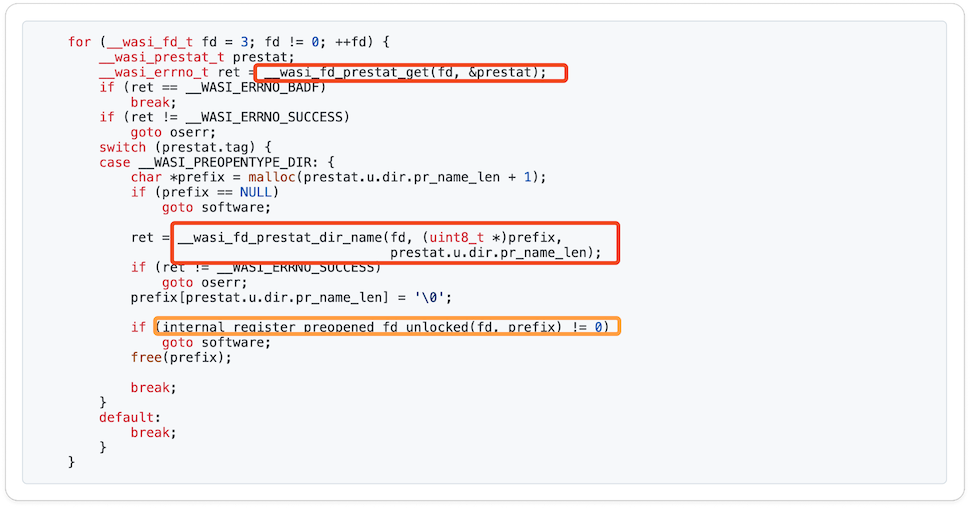 for (__wasi_fd_t fd = 3; fd != 0; ++fd) {
__wasi_prestat_t prestat;
__wasi_errno_t ret = __wasi_fd_prestat_get(fd, &prestat);
if (ret == __WASI_ERRNO_BADF)
break;
if (ret != __WASI_ERRNO_SUCCESS)
goto oserr;
switch (prestat.tag) {
case __WASI_PREOPENTYPE_DIR: {
char *prefix = malloc(prestat.u.dir.pr_name_len + 1);
if (prefix == NULL)
goto software;
ret = __wasi_fd_prestat_dir_name(fd, (uint8_t *)prefix,
prestat.u.dir.pr_name_len);
if (ret != __WASI_ERRNO_SUCCESS)
goto oserr;
prefix[prestat.u.dir.pr_name_len] = '\0';
if (internal_register_preopened_fd_unlocked(fd, prefix) != 0)
goto software;
free(prefix);
break;
}
default:
break;
}
}